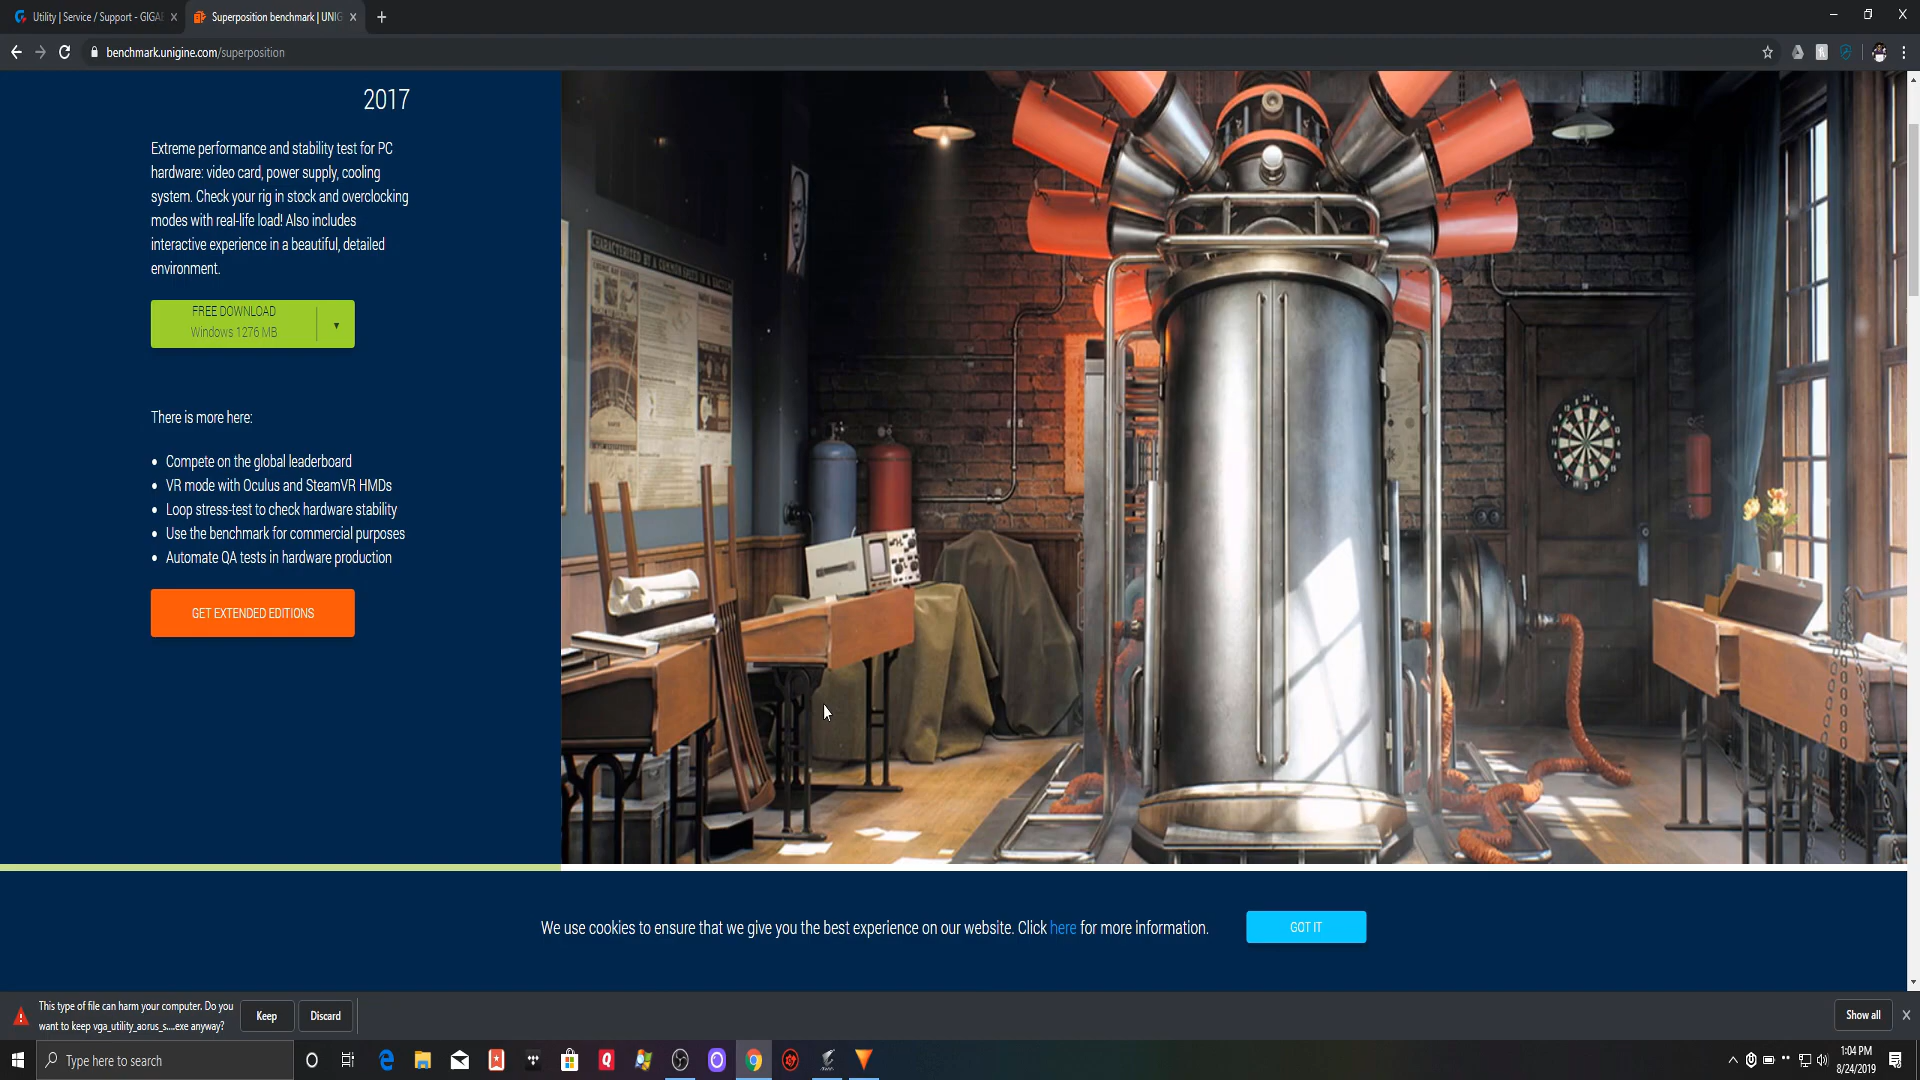 Utility | Service / Support - GIGA
Superposition benchmark | UNIG
benchmark.unigine.com/superposition
2017
Extreme performance and stability test for PC
hardware: video card, power supply, cooling
system. Check your rig in stock and overclocking
modes with real-life load! Also includes
interactive experience in a beautiful, detailed
environment.
FREE DOWNLOAD
Windows 1276 MB
There is more here:
Compete on the global leaderboard
VR mode with Oculus and SteamVR HMDs
Loop stress-test to check hardware stability
Use the benchmark for commercial purposes
Automate QA tests in hardware production
GET EXTENDED EDITIONS
CHARACTERIZED BY A COMMON SPEED IN A VACUUM
We use cookies to ensure that we give you the best experience on our website. Click here for more information.
GOT IT
This type of file can harm your computer. Do you
want to keep vga_utility_aorus_s....exe anyway?
Keep
Discard
Show all
Type here to search
1:04 PM
8/24/2019